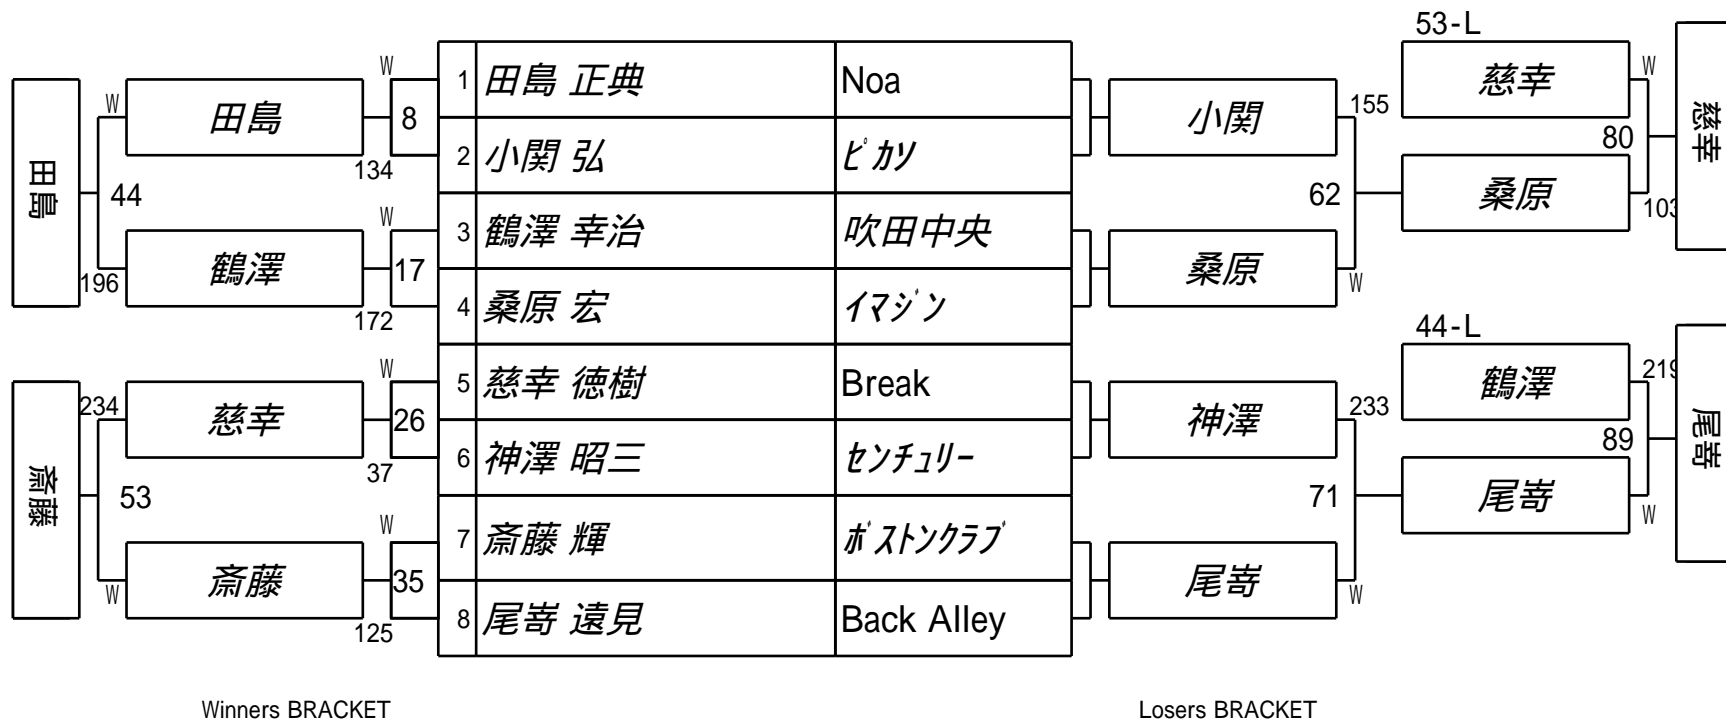 53-L
W
1 田島 正典 Noa
慈幸
W
W
田島
8
小関
155
慈幸
2 小関 弘 ピカソ
80
134
田島
44
62
桑原
W
3 鶴澤 幸治 吹田中央
103
196
鶴澤
17
桑原
W
4 桑原 宏 イマジン
172
44-L
W
5 慈幸 徳樹 Break
鶴澤
219
234
慈幸
26
神澤
233
尾嵜
6 神澤 昭三 センチュリー
89
37
斎藤
53
71
尾嵜
W
W
7 斎藤 輝 ボストンクラブ
W
斎藤
35
尾嵜
W
8 尾嵜 遠見 Back Alley
125
Winners BRACKET
Losers BRACKET